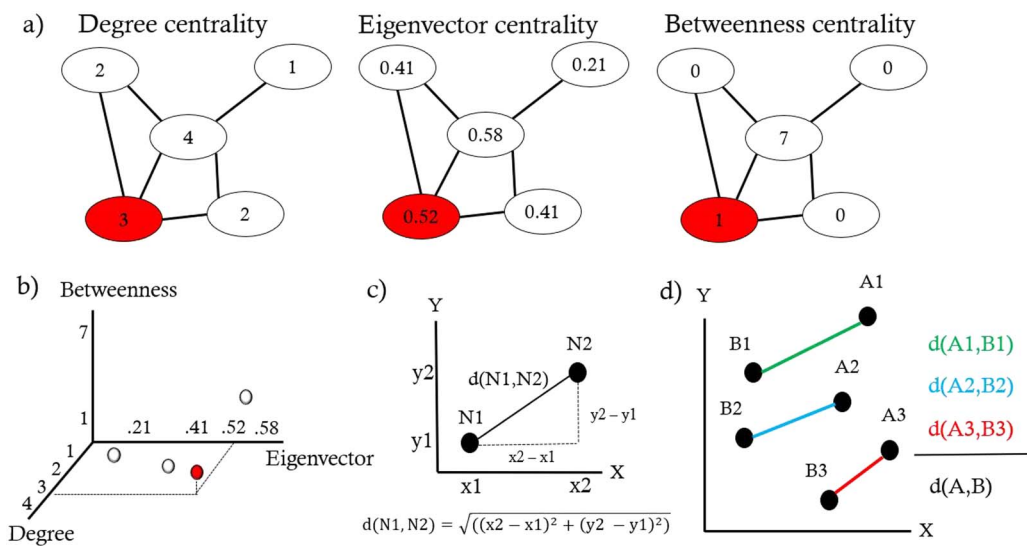 a)
Degree centrality
Eigenvector centrality
Betweenness centrality
2
1
4
3
2
0.41
0.21
0.58
0.52
0.41
0
0
7
1
0
b)
Betweenness
7
1
.21 .41 .52 .58
Eigenvector
1
2
3
4
Degree
c)
Y
N2
y2
d(N1,N2)
N1
y2 – y1
y1
x2 – x1
X
x1
x2
d(N1, N2) = √((x2 − x1)² + (y2 − y1)²)
d)
Y
A1
B1
d(A1,B1)
A2
d(A2,B2)
B2
A3
d(A3,B3)
B3
d(A,B)
X